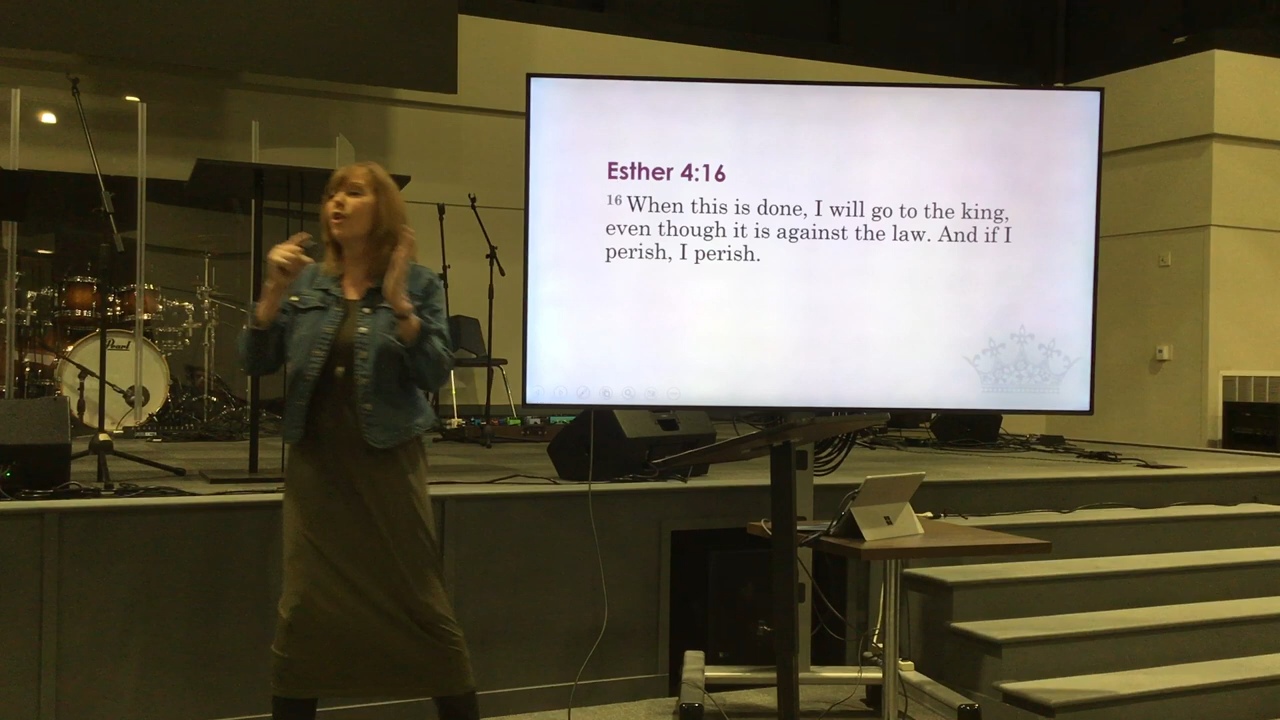 Esther 4:16
16 When this is done, I will go to the king,
even though it is against the law. And if I
perish, I perish.
Pearl